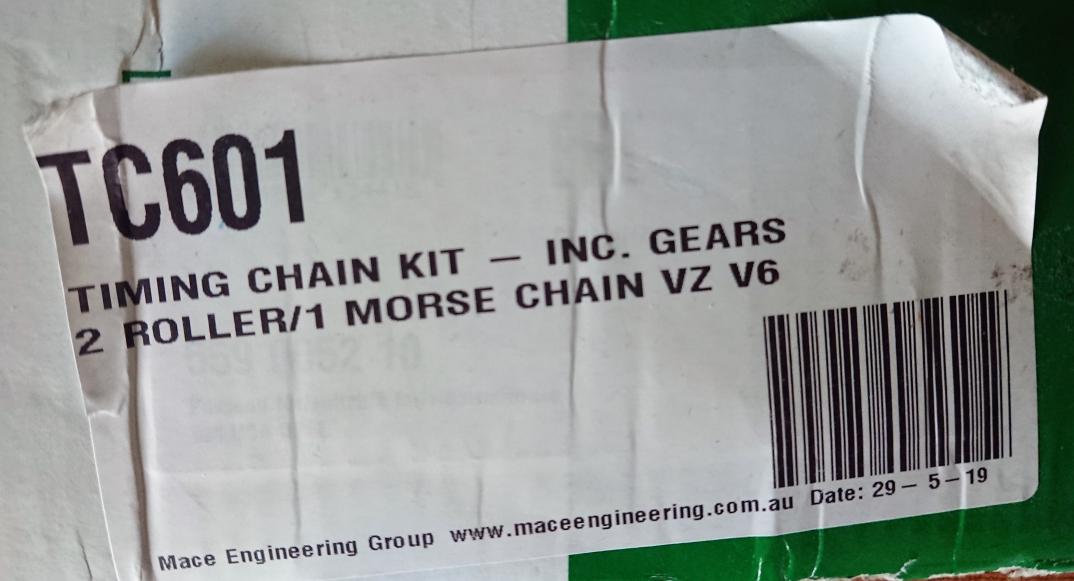 TC601
TIMING CHAIN KIT – INC. GEARS
2 ROLLER/1 MORSE CHAIN VZ V6
Mace Engineering Group www.maceengineering.com.au Date: 29 – 5 – 19